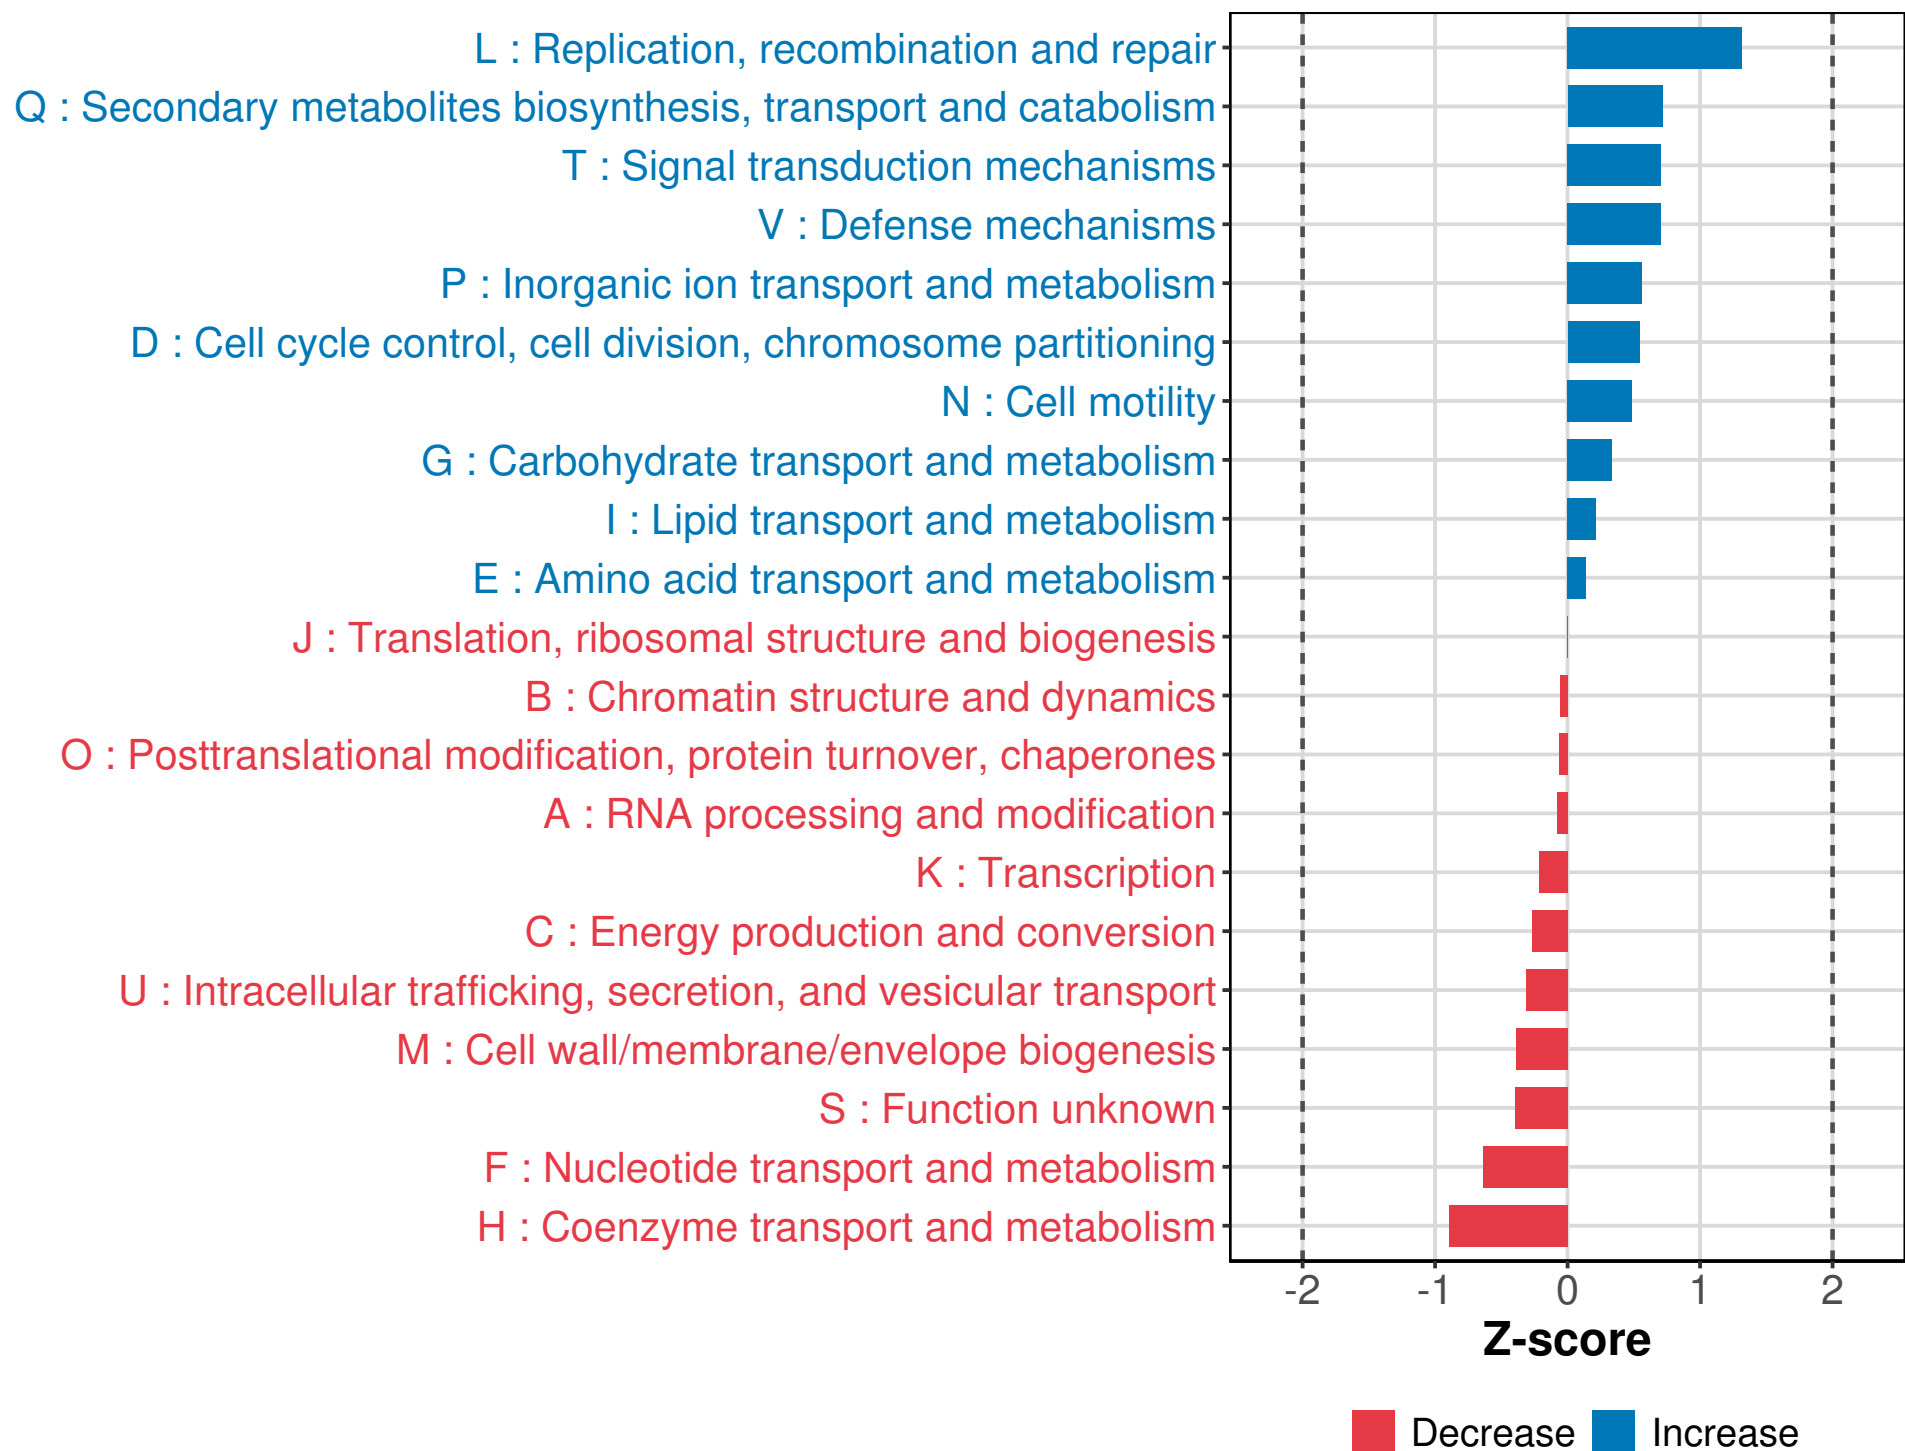 L : Replication, recombination and repair
Q : Secondary metabolites biosynthesis, transport and catabolism
T : Signal transduction mechanisms
V : Defense mechanisms
P : Inorganic ion transport and metabolism
D : Cell cycle control, cell division, chromosome partitioning
N : Cell motility
G : Carbohydrate transport and metabolism
I : Lipid transport and metabolism
E : Amino acid transport and metabolism
J : Translation, ribosomal structure and biogenesis
B : Chromatin structure and dynamics
O : Posttranslational modification, protein turnover, chaperones
A : RNA processing and modification
K : Transcription
C : Energy production and conversion
U : Intracellular trafficking, secretion, and vesicular transport
M : Cell wall/membrane/envelope biogenesis
S : Function unknown
F : Nucleotide transport and metabolism
H : Coenzyme transport and metabolism
-2 -1 0 1 2
Z-score
Decrease Increase